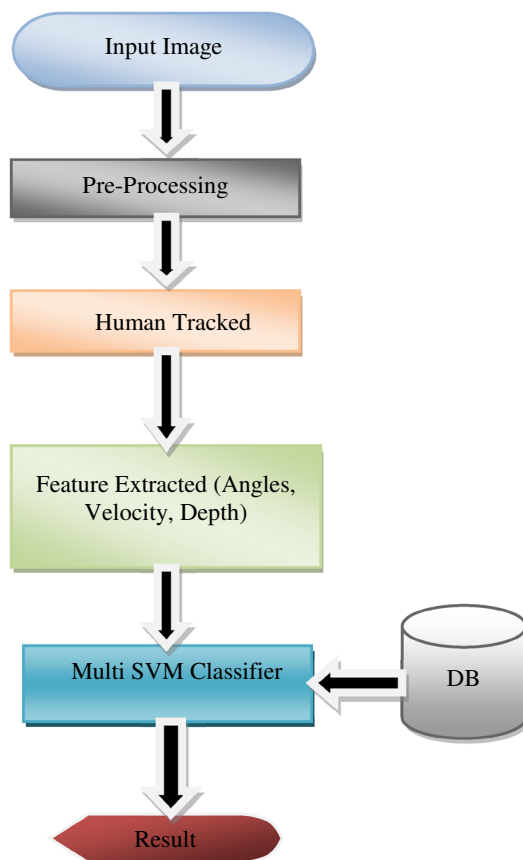 Input Image
Pre-Processing
Human Tracked
Feature Extracted (Angles,
Velocity, Depth)
Multi SVM Classifier
DB
Result